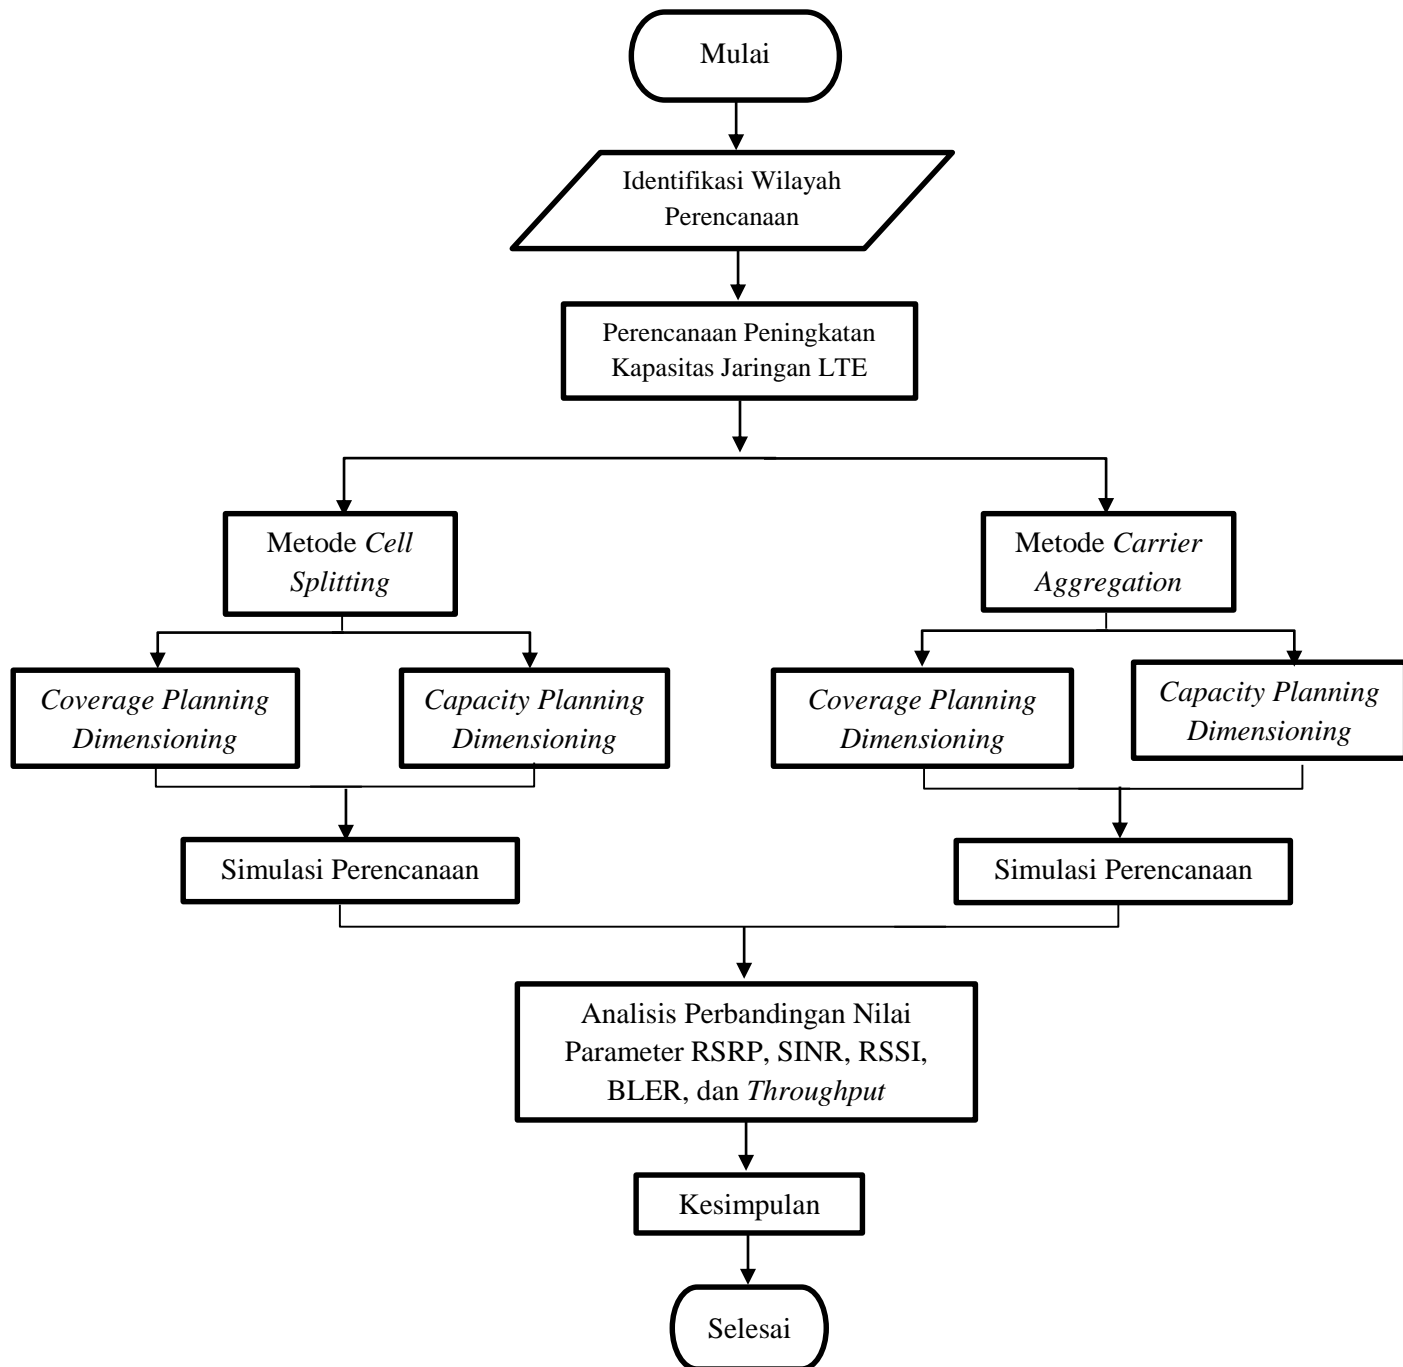 Mulai
Identifikasi Wilayah
Perencanaan
Perencanaan Peningkatan
Kapasitas Jaringan LTE
Metode Cell
Splitting
Metode Carrier
Aggregation
Coverage Planning
Dimensioning
Capacity Planning
Dimensioning
Coverage Planning
Dimensioning
Capacity Planning
Dimensioning
Simulasi Perencanaan
Simulasi Perencanaan
Analisis Perbandingan Nilai
Parameter RSRP, SINR, RSSI,
BLER, dan Throughput
Kesimpulan
Selesai